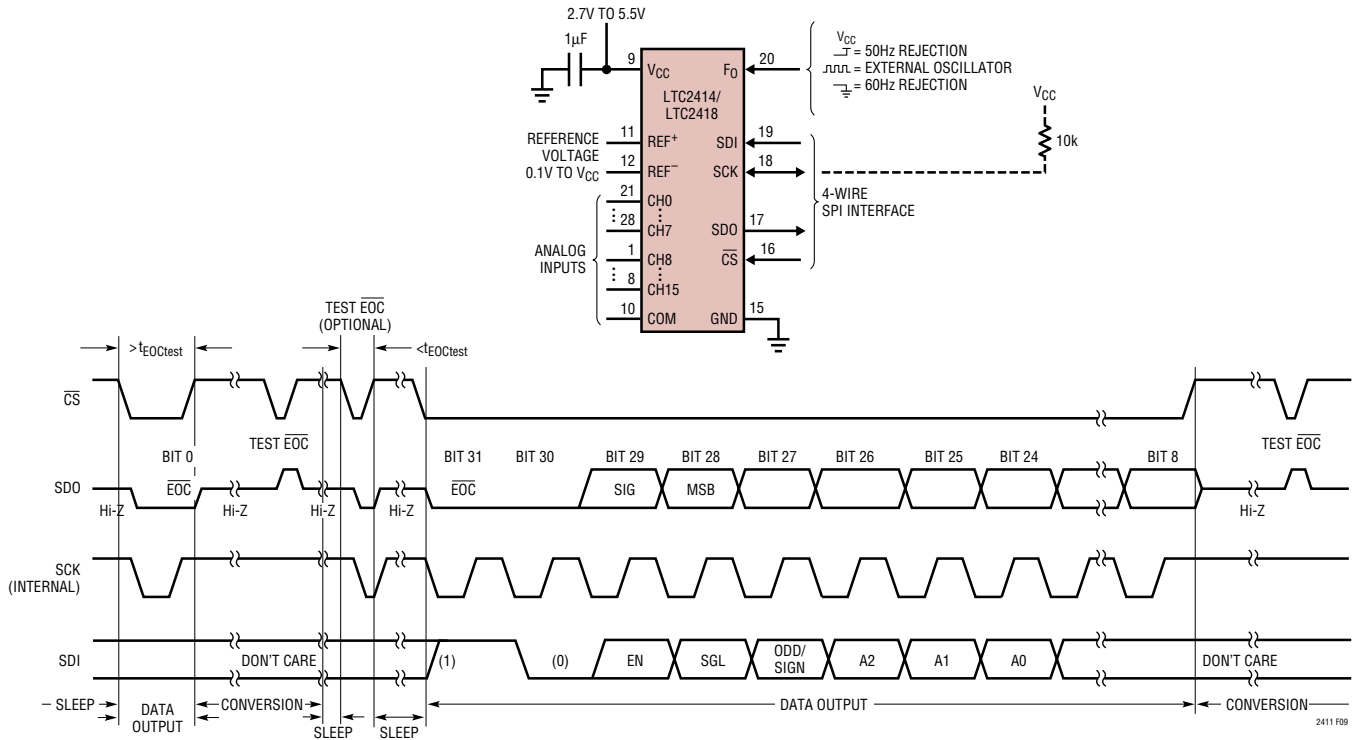 2.7V TO 5.5V
1µF
9
VCC
LTC2414/
LTC2418
FO
20
VCC
= 50Hz REJECTION
= EXTERNAL OSCILLATOR
= 60Hz REJECTION
VCC
10k
REFERENCE
VOLTAGE
0.1V TO VCC
11
REF+
12
REF–
SDI
19
SCK
18
4-WIRE
SPI INTERFACE
ANALOG
INPUTS
21
CH0
28
CH7
1
CH8
8
CH15
10
COM
SDO
17
CS
16
GND
15
TEST EOC
(OPTIONAL)
>tEOCtest
<tEOCtest
CS
BIT 0
TEST EOC
BIT 31
BIT 30
BIT 29
BIT 28
BIT 27
BIT 26
BIT 25
BIT 24
BIT 8
TEST EOC
SDO
EOC
EOC
SIG
MSB
Hi-Z
Hi-Z
Hi-Z
Hi-Z
Hi-Z
SCK
(INTERNAL)
SDI
DON'T CARE
(1)
(0)
EN
SGL
ODD/
SIGN
A2
A1
A0
DON'T CARE
SLEEP
DATA
OUTPUT
CONVERSION
SLEEP
SLEEP
DATA OUTPUT
CONVERSION
2411 F09